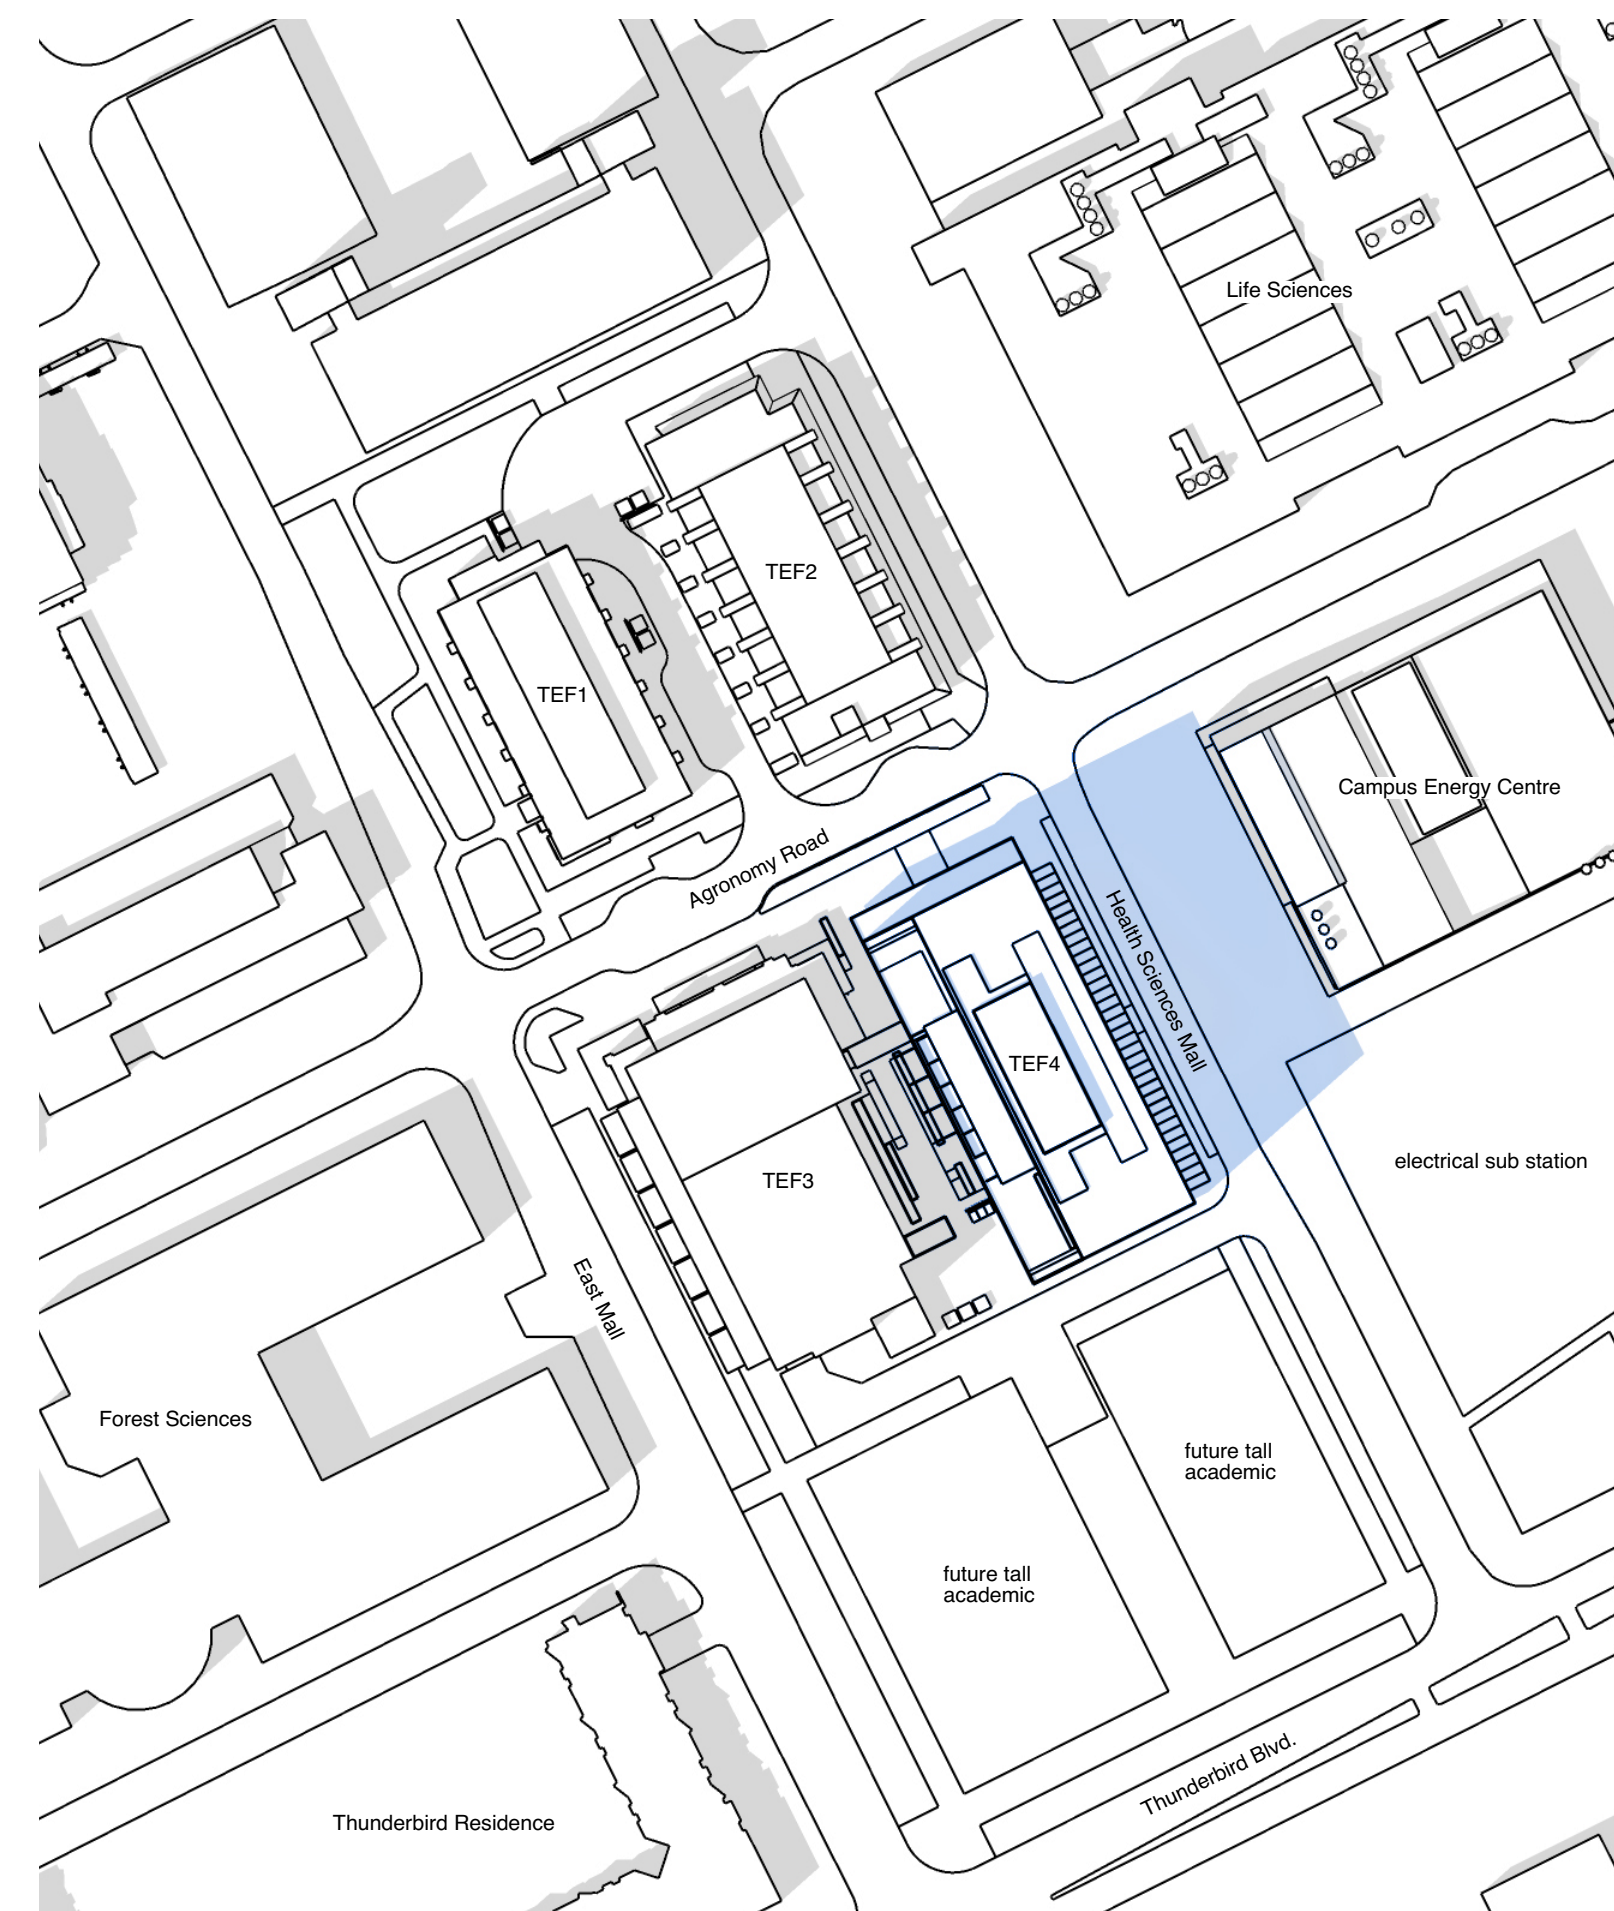 Life Sciences
TEF2
TEF1
Campus Energy Centre
Agronomy Road
Health Sciences Mall
TEF4
electrical sub station
TEF3
East Mall
Forest Sciences
future tall
academic
future tall
academic
Thunderbird Blvd.
Thunderbird Residence